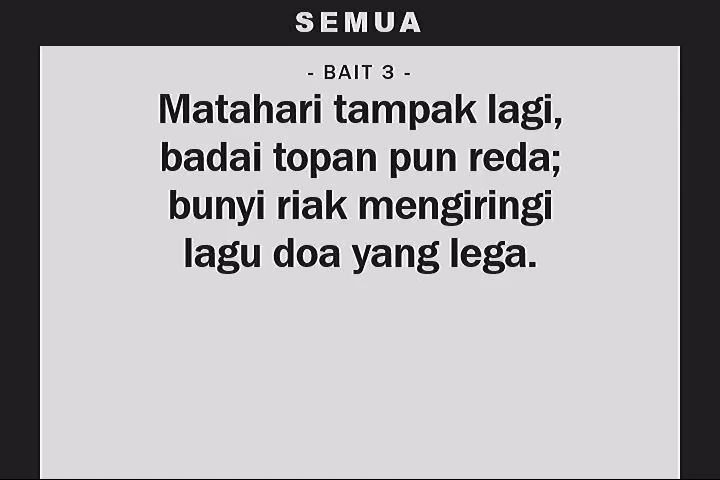 SEMUA
- BAIT 3 -
Matahari tampak lagi,
badai topan pun reda;
bunyi riak mengiringi
lagu doa yang lega.